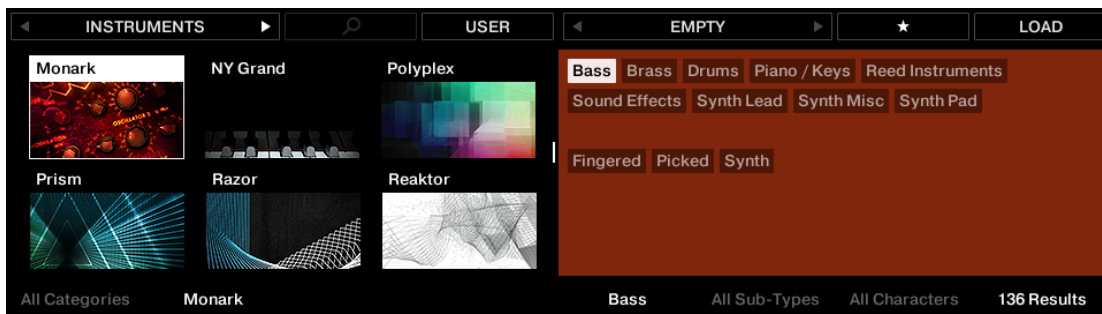 INSTRUMENTS USER EMPTY ★ LOAD
Monark NY Grand Polyplex
OSCILLATOR 3
Prism Razor Reaktor
Bass Brass Drums Piano / Keys Reed Instruments
Sound Effects Synth Lead Synth Misc Synth Pad
Fingered Picked Synth
All Categories Monark Bass All Sub-Types All Characters 136 Results